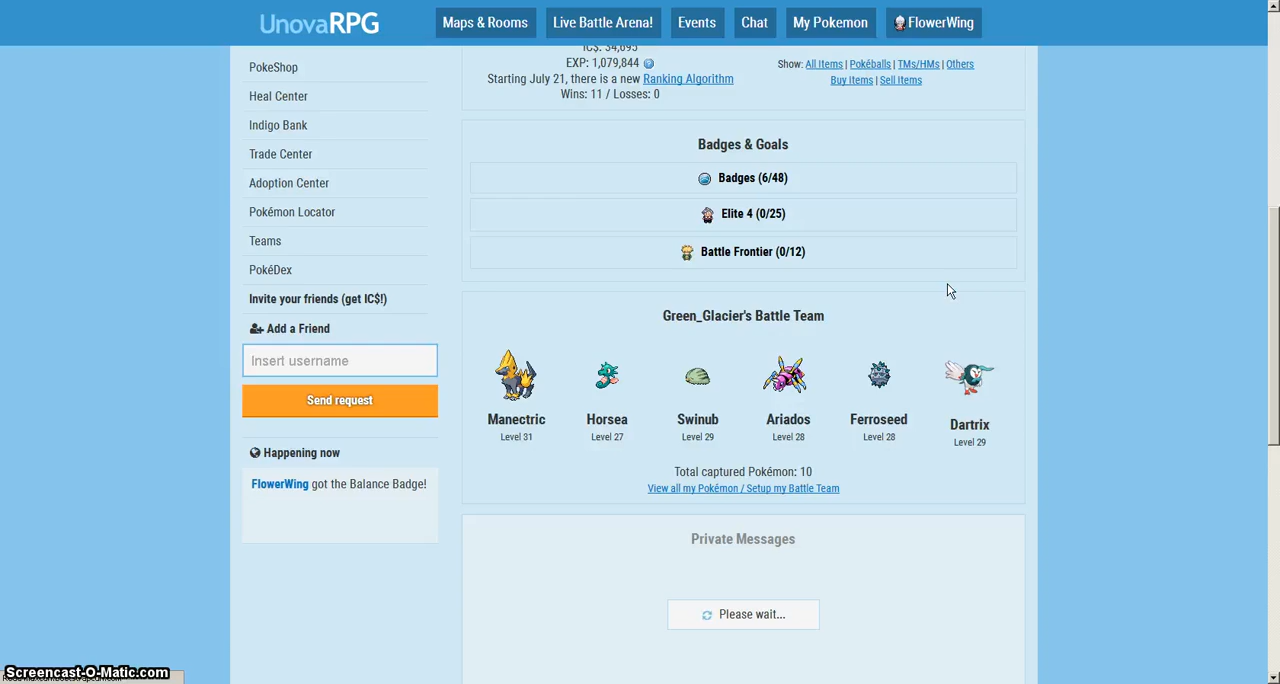 UnovaRPG
Maps & Rooms
Live Battle Arena!
Events
Chat
My Pokemon
FlowerWing
PokeShop
Heal Center
Indigo Bank
Trade Center
Adoption Center
Pokémon Locator
Teams
PokéDex
Invite your friends (get IC$!)
Add a Friend
Insert username
Send request
Happening now
FlowerWing got the Balance Badge!
IC$: 34,695
EXP: 1,079,844
Starting July 21, there is a new Ranking Algorithm
Wins: 11 / Losses: 0
Show: All Items | Pokéballs | TMs/HMs | Others
Buy Items | Sell Items
Badges & Goals
Badges (6/48)
Elite 4 (0/25)
Battle Frontier (0/12)
Green_Glacier's Battle Team
Manectric
Level 31
Horsea
Level 27
Swinub
Level 29
Ariados
Level 28
Ferroseed
Level 28
Dartrix
Level 29
Total captured Pokémon: 10
View all my Pokémon / Setup my Battle Team
Private Messages
Please wait...
Screencast-O-Matic.com